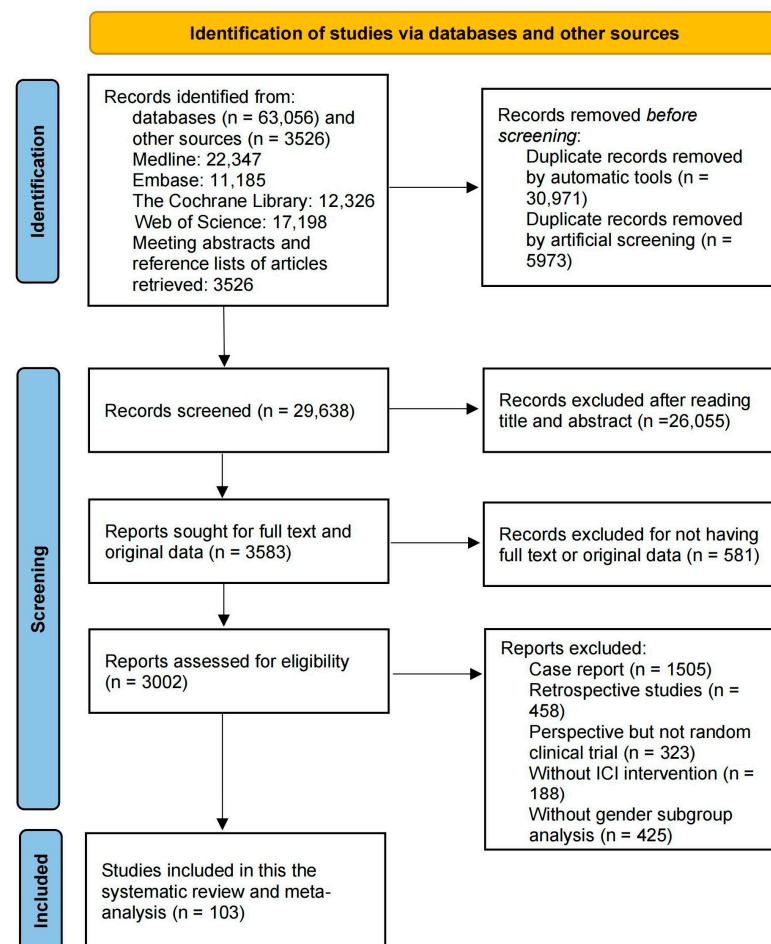 Identification of studies via databases and other sources
Identification
Records identified from:
databases (n = 63,056) and
other sources (n = 3526)
Medline: 22,347
Embase: 11,185
The Cochrane Library: 12,326
Web of Science: 17,198
Meeting abstracts and
reference lists of articles
retrieved: 3526
Records removed before
screening:
Duplicate records removed
by automatic tools (n =
30,971)
Duplicate records removed
by artificial screening (n =
5973)
Screening
Records screened (n = 29,638)
Records excluded after reading
title and abstract (n =26,055)
Reports sought for full text and
original data (n = 3583)
Records excluded for not having
full text or original data (n = 581)
Reports assessed for eligibility
(n = 3002)
Reports excluded:
Case report (n = 1505)
Retrospective studies (n =
458)
Perspective but not random
clinical trial (n = 323)
Without ICI intervention (n =
188)
Without gender subgroup
analysis (n = 425)
Included
Studies included in this the
systematic review and meta-
analysis (n = 103)